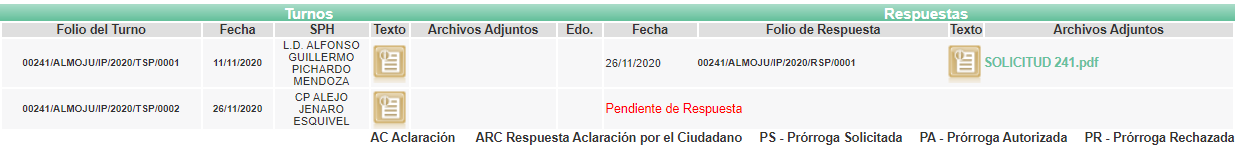 Turnos Respuestas
Folio del Turno Fecha SPH Texto Archivos Adjuntos Edo. Fecha Folio de Respuesta Texto Archivos Adjuntos
00241/ALMOJU/IP/2020/TSP/0001 11/11/2020 L.D. ALFONSO
GUILLERMO
PICHARDO
MENDOZA
26/11/2020 00241/ALMOJU/IP/2020/RSP/0001 SOLICITUD 241.pdf
00241/ALMOJU/IP/2020/TSP/0002 26/11/2020 CP ALEJO
JENARO
ESQUIVEL
Pendiente de Respuesta
AC Aclaración ARC Respuesta Aclaración por el Ciudadano PS - Prórroga Solicitada PA - Prórroga Autorizada PR - Prórroga Rechazada